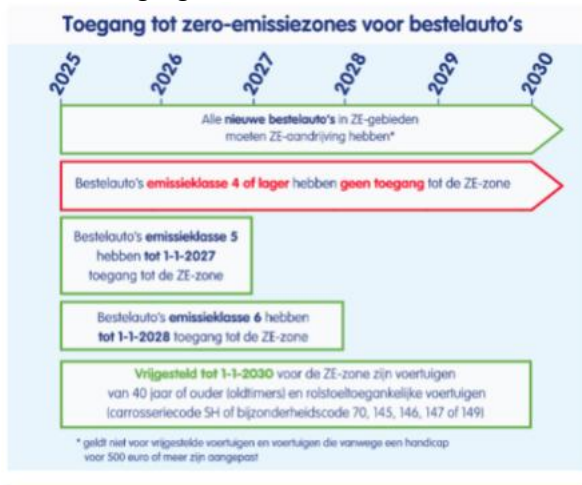 Toegang tot zero-emissiezones voor bestelauto's
2025
2026
2027
2028
2029
2030
Alle nieuwe bestelauto's in ZE-gebieden
moeten ZE-aandrijving hebben*
Bestelauto's emissieklasse 4 of lager hebben geen toegang tot de ZE-zone
Bestelauto's emissieklasse 5
hebben tot 1-1-2027
toegang tot de ZE-zone
Bestelauto's emissieklasse 6 hebben
tot 1-1-2028 toegang tot de ZE-zone
Vrijgesteld tot 1-1-2030 voor de ZE-zone zijn voertuigen
van 40 jaar of ouder (oldtimers) en rolstoeltoegankelijke voertuigen
(carrosseriecode SH of bijzonderheidscode 70, 145, 146, 147 of 149)
* geldt niet voor vrijgestelde voertuigen en voertuigen die vanwege een handicap
voor 500 euro of meer zijn aangepast